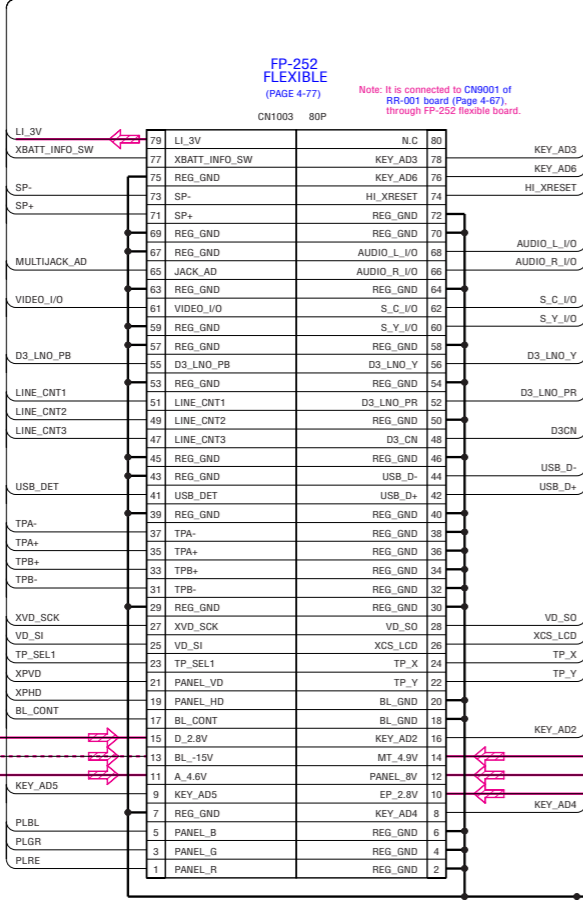 FP-252
FLEXIBLE
(PAGE 4-77)
Note: It is connected to CN9001 of
RR-001 board (Page 4-67),
through FP-252 flexible board.
CN1003 80P
LI_3V 79 LI_3V N.C 80
XBATT_INFO_SW 77 XBATT_INFO_SW KEY_AD3 78 KEY_AD3
75 REG_GND KEY_AD6 76 KEY_AD6
SP- 73 SP- HI_XRESET 74 HI_XRESET
SP+ 71 SP+ REG_GND 72
69 REG_GND REG_GND 70
67 REG_GND AUDIO_L_I/O 68 AUDIO_L_I/O
MULTIJACK_AD 65 JACK_AD AUDIO_R_I/O 66 AUDIO_R_I/O
63 REG_GND REG_GND 64
VIDEO_I/O 61 VIDEO_I/O S_C_I/O 62 S_C_I/O
59 REG_GND S_Y_I/O 60 S_Y_I/O
57 REG_GND REG_GND 58
D3_LNO_PB 55 D3_LNO_PB D3_LNO_Y 56 D3_LNO_Y
53 REG_GND REG_GND 54
LINE_CNT1 51 LINE_CNT1 D3_LNO_PR 52 D3_LNO_PR
LINE_CNT2 49 LINE_CNT2 REG_GND 50
LINE_CNT3 47 LINE_CNT3 D3_CN 48 D3CN
45 REG_GND REG_GND 46
43 REG_GND USB_D- 44 USB_D-
USB_DET 41 USB_DET USB_D+ 42 USB_D+
39 REG_GND REG_GND 40
TPA- 37 TPA- REG_GND 38
TPA+ 35 TPA+ REG_GND 36
TPB+ 33 TPB+ REG_GND 34
TPB- 31 TPB- REG_GND 32
29 REG_GND REG_GND 30
XVD_SCK 27 XVD_SCK VD_SO 28 VD_SO
VD_SI 25 VD_SI XCS_LCD 26 XCS_LCD
TP_SEL1 23 TP_SEL1 TP_X 24 TP_X
XPVD 21 PANEL_VD TP_Y 22 TP_Y
XPHD 19 PANEL_HD BL_GND 20
BL_CONT 17 BL_CONT BL_GND 18
15 D_2.8V KEY_AD2 16 KEY_AD2
13 BL_-15V MT_4.9V 14
11 A_4.6V PANEL_8V 12
KEY_AD5 9 KEY_AD5 EP_2.8V 10
7 REG_GND KEY_AD4 8 KEY_AD4
PLBL 5 PANEL_B REG_GND 6
PLGR 3 PANEL_G REG_GND 4
PLRE 1 PANEL_R REG_GND 2